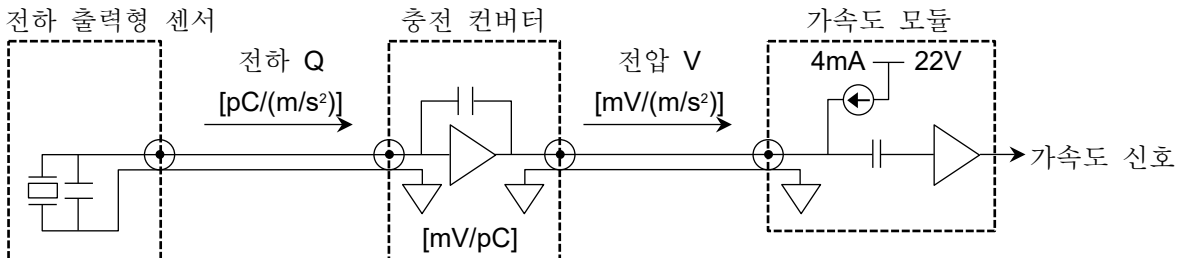 전하 출력형 센서
충전 컨버터
가속도 모듈
전하 Q
[pC/(m/s²)]
전압 V
[mV/(m/s²)]
4mA
22V
가속도 신호
[mV/pC]